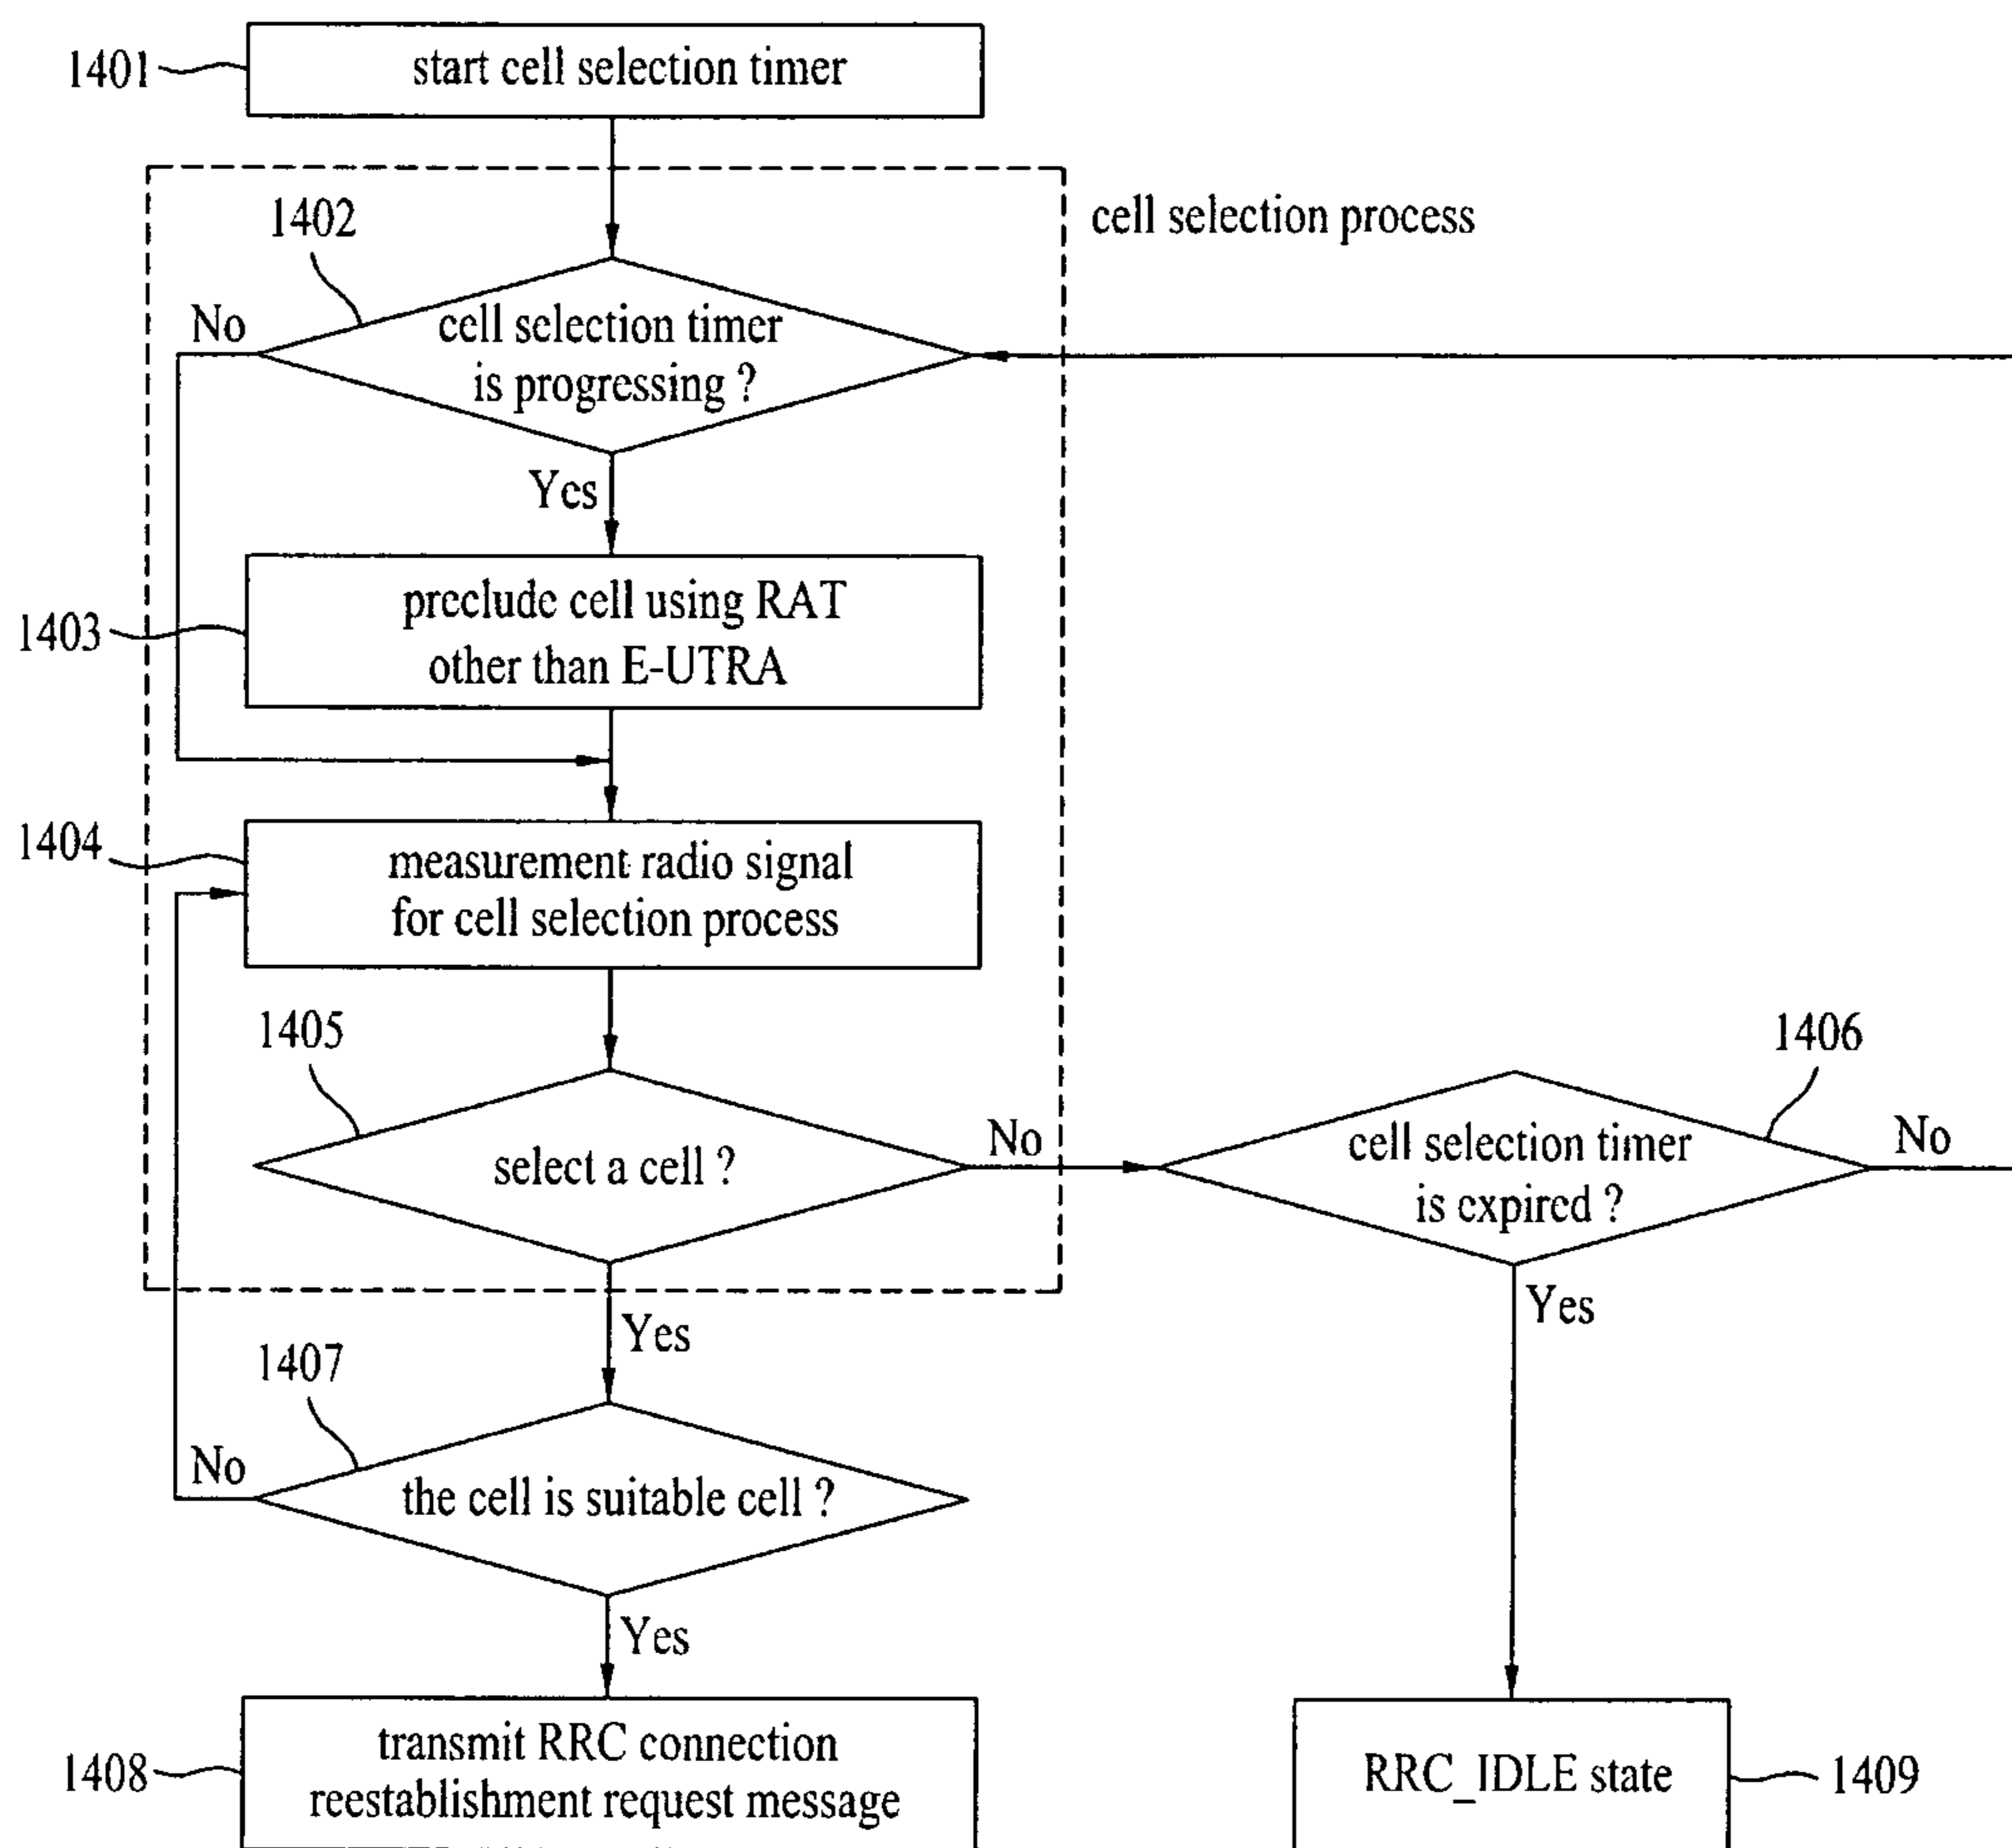 1401
start cell selection timer
cell selection process
1402
No
cell selection timer
is progressing ?
Yes
1403
preclude cell using RAT
other than E-UTRA
1404
measurement radio signal
for cell selection process
1405
select a cell ?
No
1406
cell selection timer
is expired ?
No
Yes
Yes
1407
No
the cell is suitable cell ?
Yes
1408
transmit RRC connection
reestablishment request message
RRC_IDLE state
1409